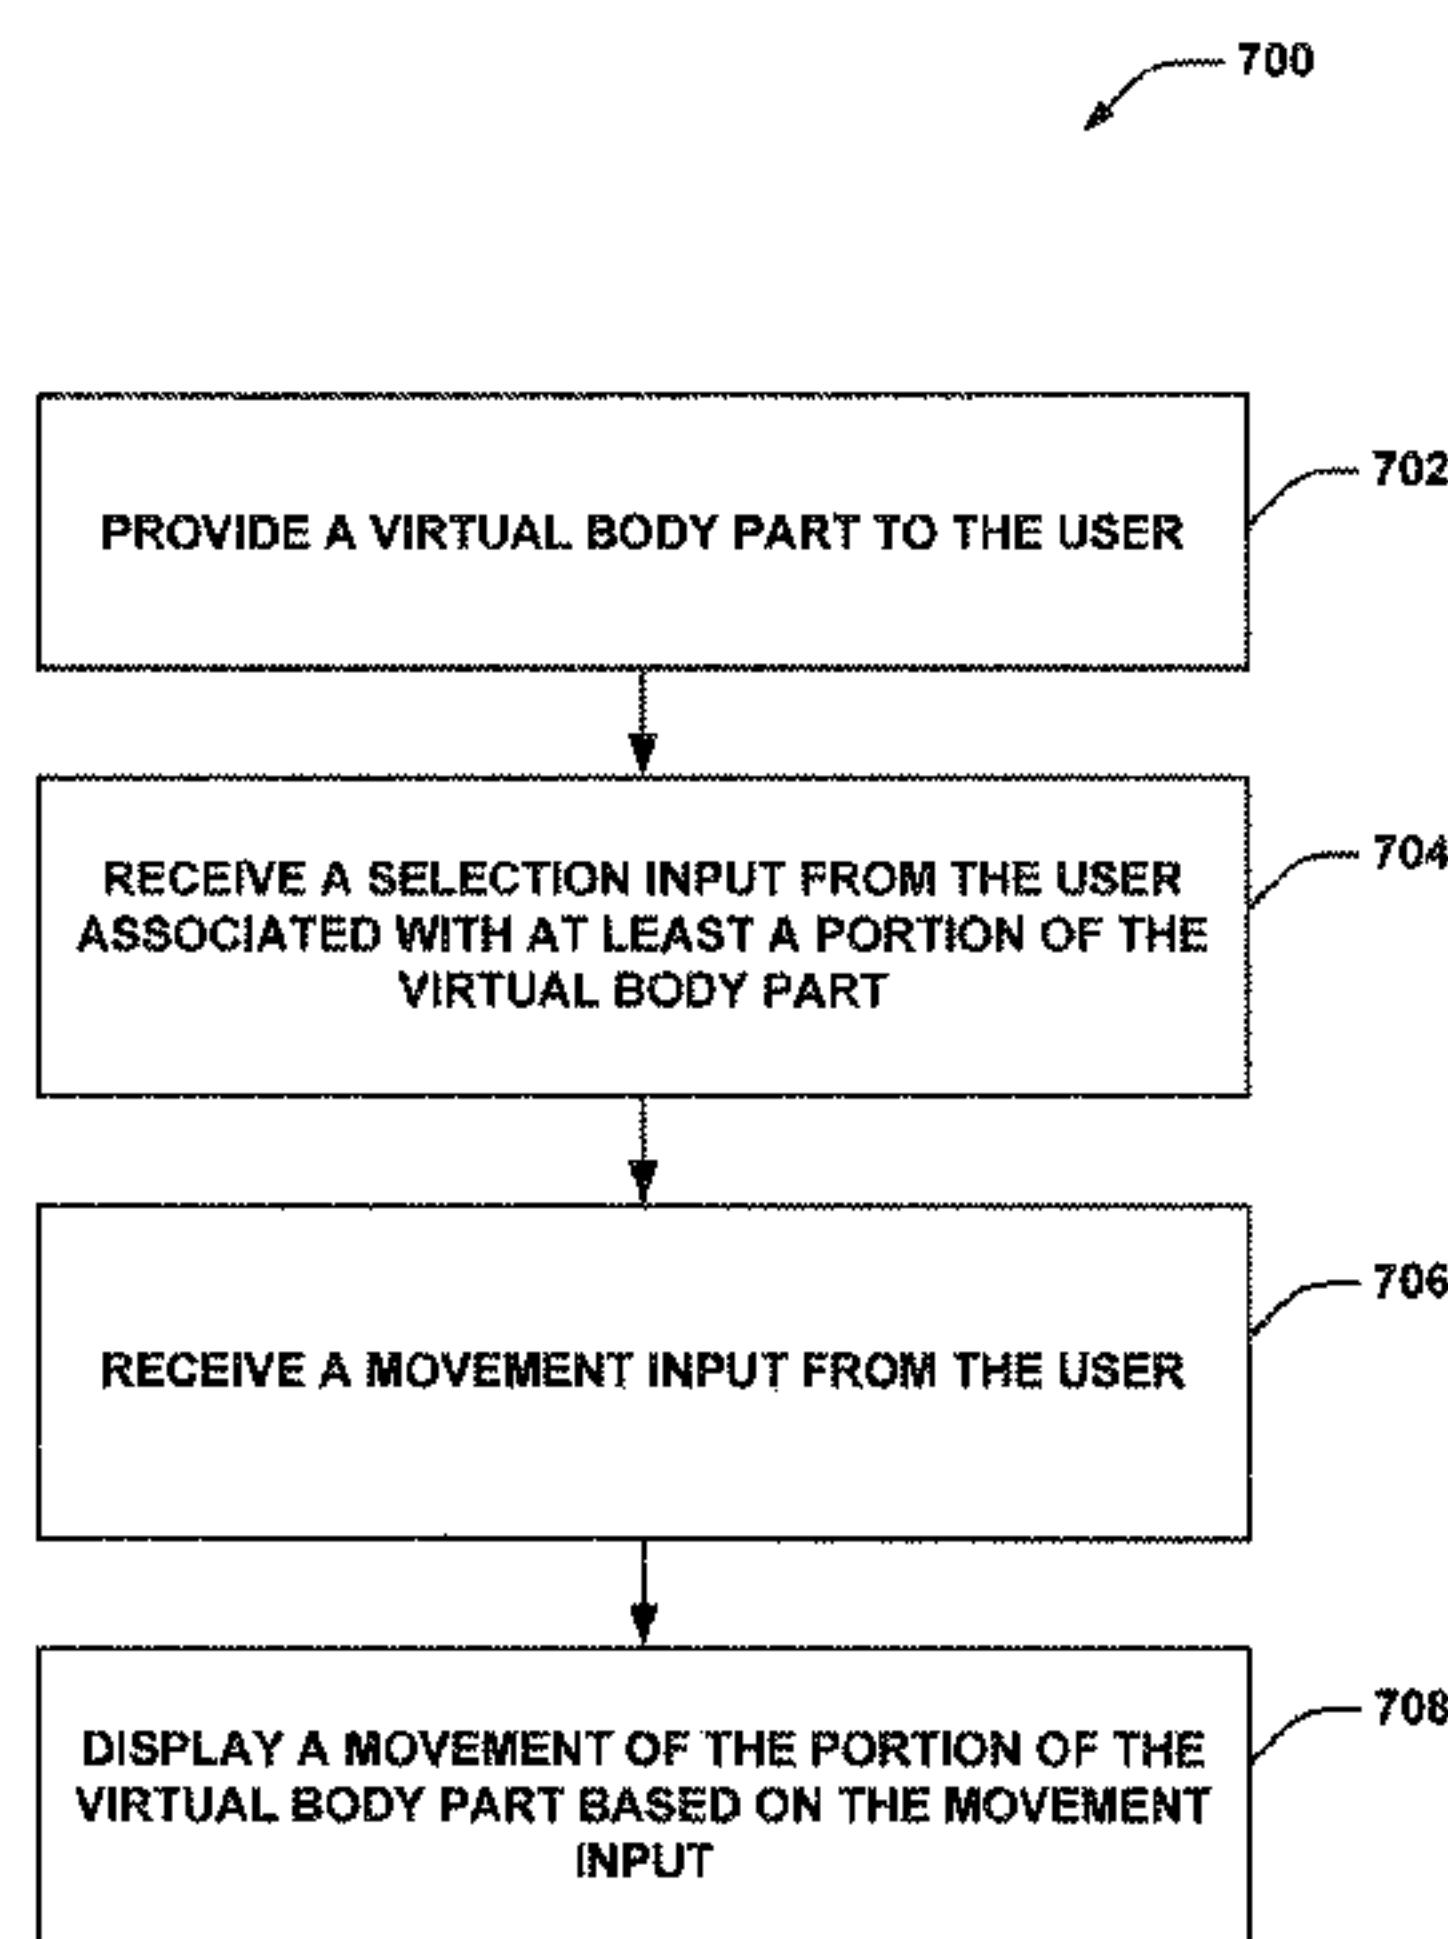 700
PROVIDE A VIRTUAL BODY PART TO THE USER
702
RECEIVE A SELECTION INPUT FROM THE USER
ASSOCIATED WITH AT LEAST A PORTION OF THE
VIRTUAL BODY PART
704
RECEIVE A MOVEMENT INPUT FROM THE USER
706
DISPLAY A MOVEMENT OF THE PORTION OF THE
VIRTUAL BODY PART BASED ON THE MOVEMENT
INPUT
708